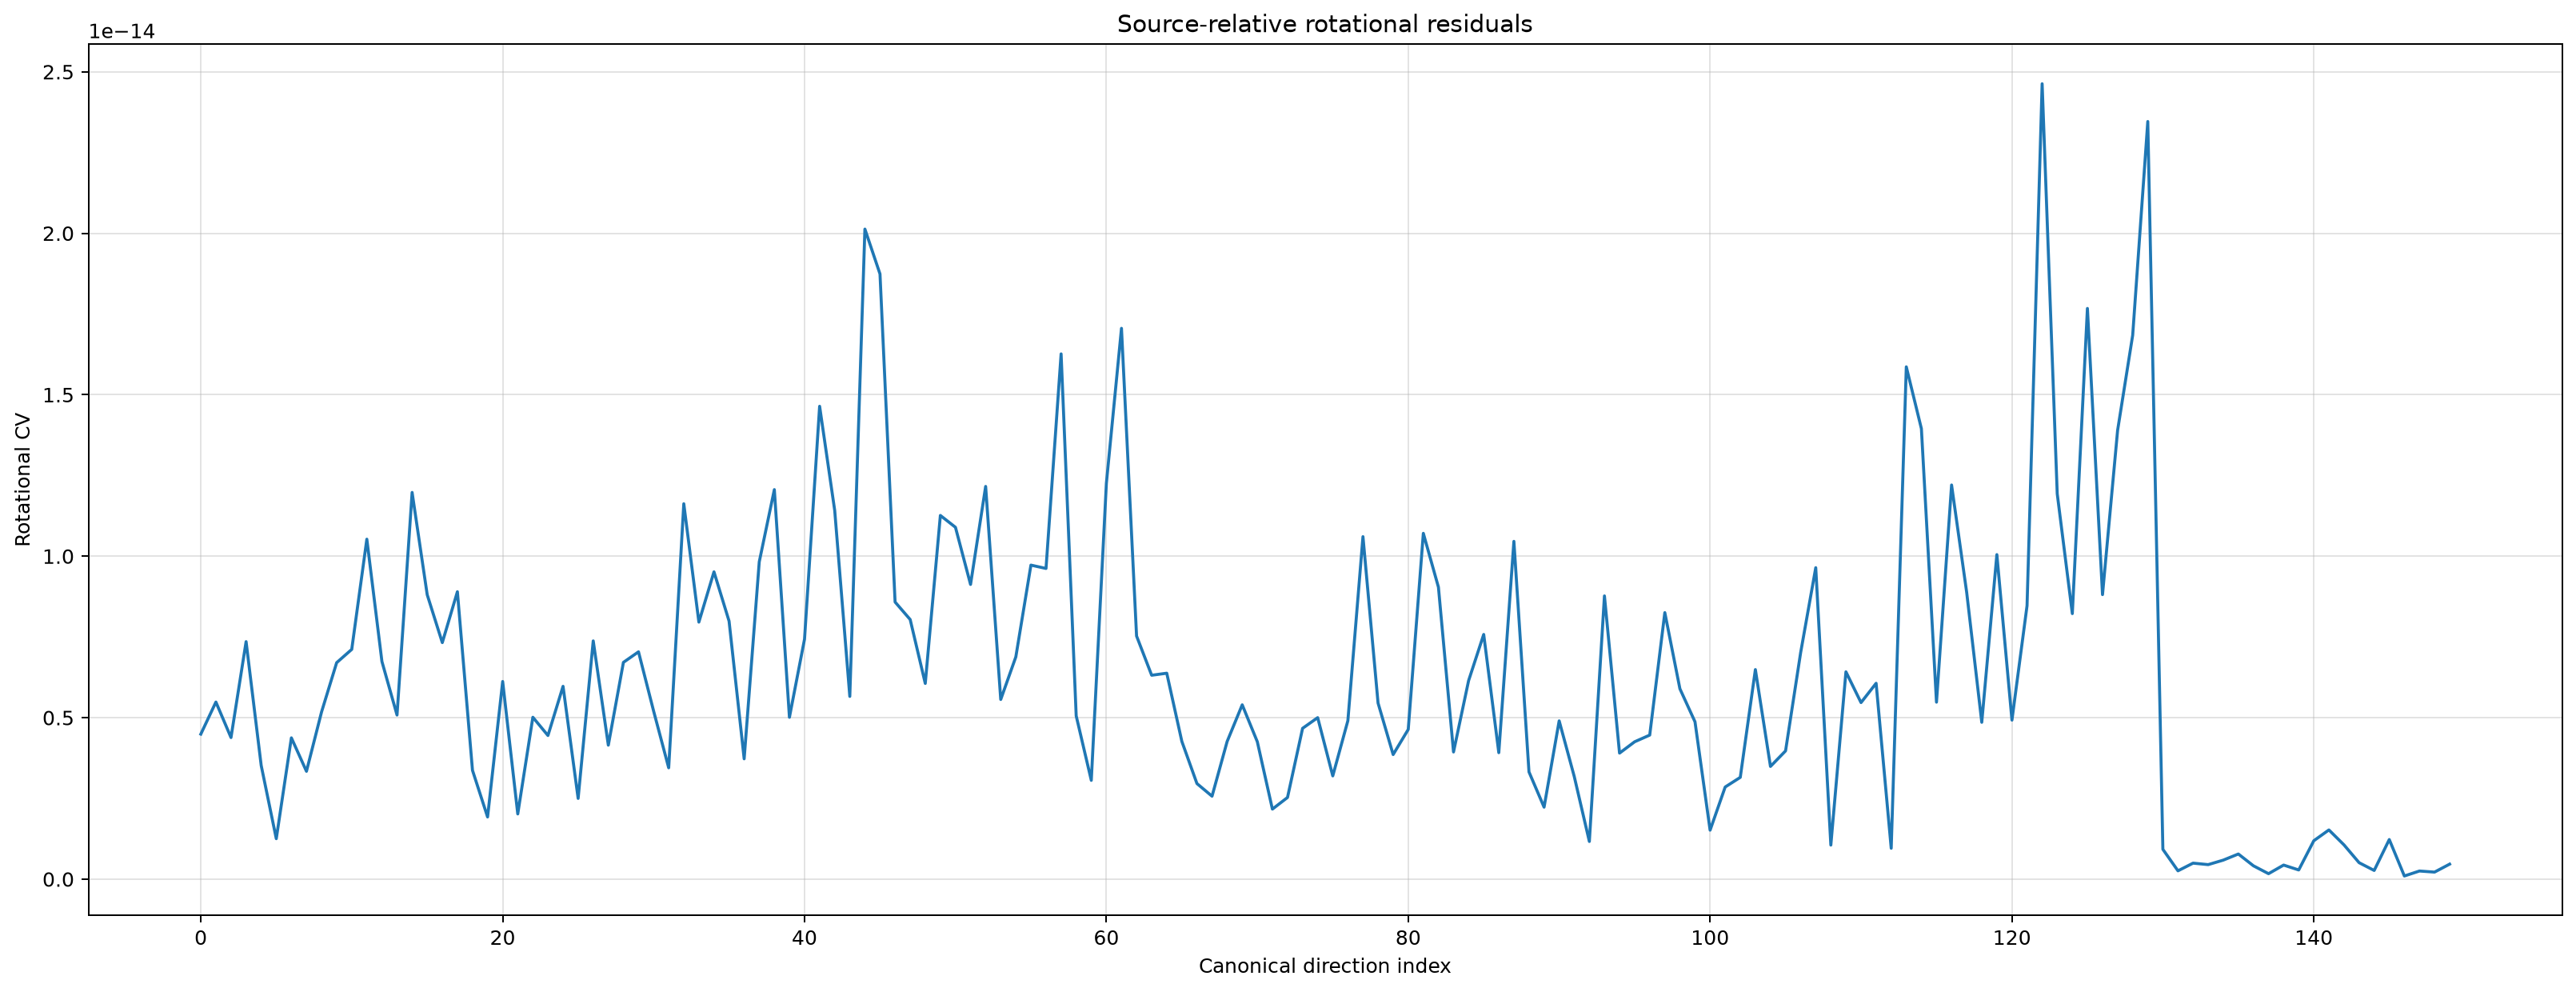 Source-relative rotational residuals
1e−14
2.5
2.0
1.5
1.0
0.5
0.0
Rotational CV
0 20 40 60 80 100 120 140
Canonical direction index